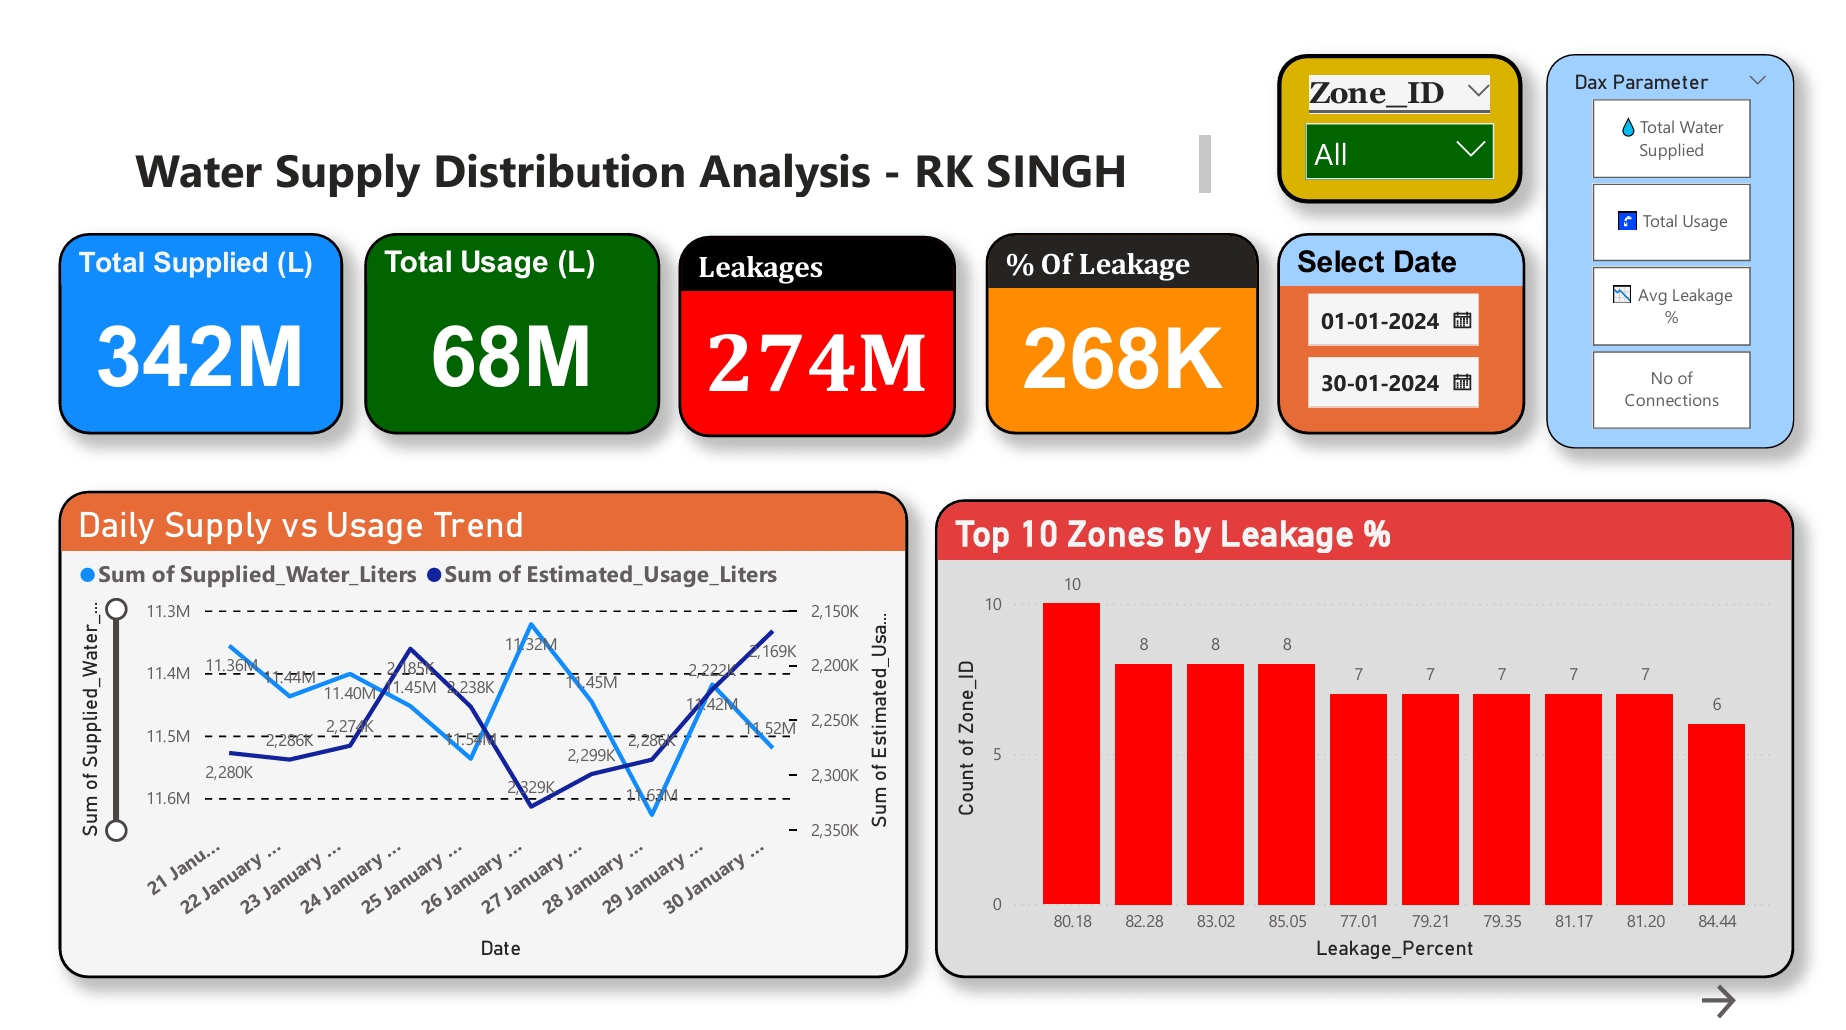 Zone_ID
All
Dax Parameter
Total Water
Supplied
Total Usage
Avg Leakage
%
No of
Connections
Water Supply Distribution Analysis - RK SINGH
Total Supplied (L)
342M
Total Usage (L)
68M
Leakages
274M
% Of Leakage
268K
Select Date
01-01-2024
30-01-2024
Daily Supply vs Usage Trend
Sum of Supplied_Water_Liters
Sum of Estimated_Usage_Liters
Sum of Supplied_Water_...
11.3M
11.4M
11.5M
11.6M
11.36M
11.44M
11.40M
11.45M
11.54M
11.32M
11.45M
11.63M
11.42M
11.52M
2,280K
2,286K
2,274K
2,185K
2,238K
2,329K
2,299K
2,286K
2,222K
2,169K
2,150K
2,200K
2,250K
2,300K
2,350K
Sum of Estimated_Usa...
21 Janu...
22 January ...
23 January ...
24 January ...
25 January ...
26 January ...
27 January ...
28 January ...
29 January ...
30 January ...
Date
Top 10 Zones by Leakage %
Count of Zone_ID
10
5
0
10
8
8
8
7
7
7
7
7
6
80.18
82.28
83.02
85.05
77.01
79.21
79.35
81.17
81.20
84.44
Leakage_Percent